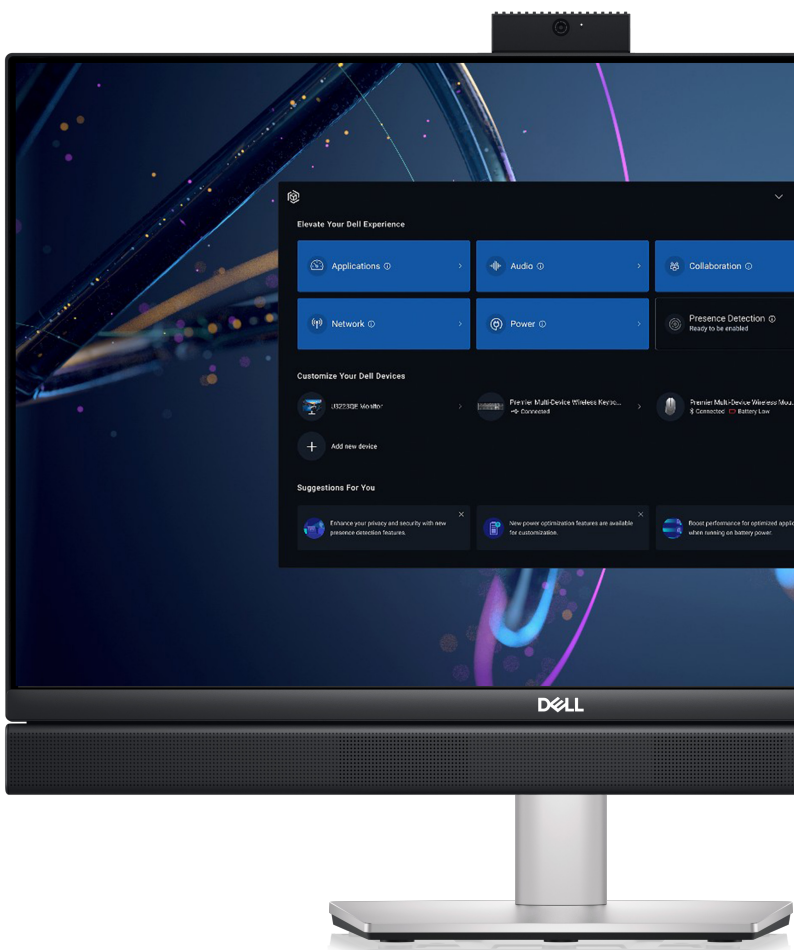 Elevate Your Dell Experience
Applications
Audio
Collaboration
Network
Power
Presence Detection
Ready to be enabled
Customize Your Dell Devices
U3223QE Monitor
Premier Multi-Device Wireless Keybo...
Connected
Premier Multi-Device Wireless Mou...
Connected
Battery Low
Add new device
Suggestions For You
Enhance your privacy and security with new
presence detection features.
New power optimization features are available
for customization.
Boost performance for optimized applic
when running on battery power.
DELL